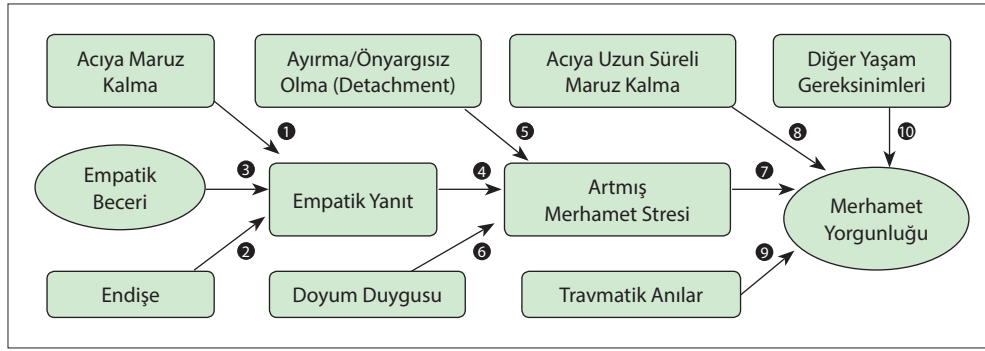 Acıya Maruz
Kalma
Ayırma/Önyargısız
Olma (Detachment)
Acıya Uzun Süreli
Maruz Kalma
Diğer Yaşam
Gereksinimleri
1
5
8
10
Empatik
Beceri
3
Empatik Yanıt
4
Artmış
Merhamet Stresi
7
Merhamet
Yorgunluğu
2
6
9
Endişe
Doyum Duygusu
Travmatik Anılar